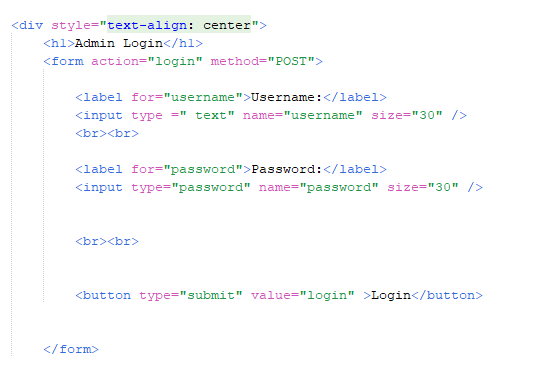 <div style="text-align: center">
<h1>Admin Login</h1>
<form action="login" method="POST">
<label for="username">Username:</label>
<input type =" text" name="username" size="30" />
<br><br>
<label for="password">Password:</label>
<input type="password" name="password" size="30" />
<br><br>
<button type="submit" value="login" >Login</button>
</form>